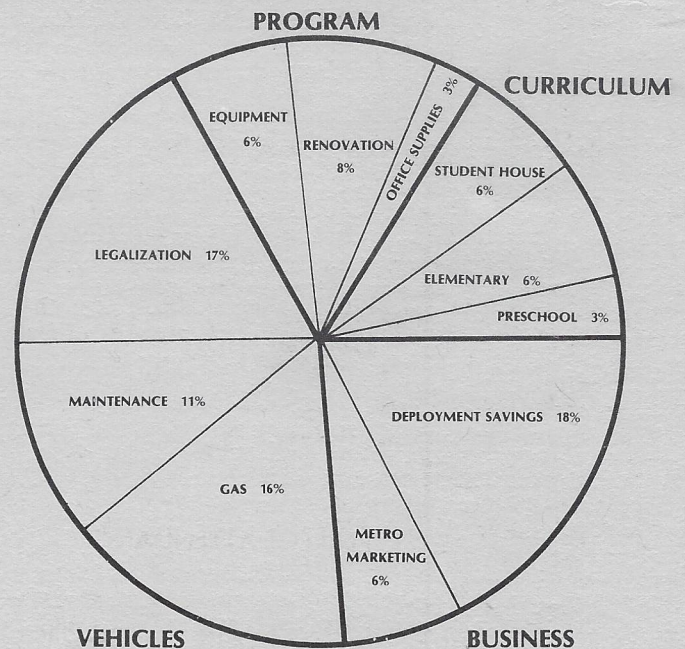 PROGRAM
CURRICULUM
EQUIPMENT
6%
RENOVATION
8%
OFFICE SUPPLIES 3%
STUDENT HOUSE
6%
ELEMENTARY 6%
PRESCHOOL 3%
LEGALIZATION 17%
MAINTENANCE 11%
GAS 16%
DEPLOYMENT SAVINGS 18%
METRO
MARKETING
6%
VEHICLES
BUSINESS